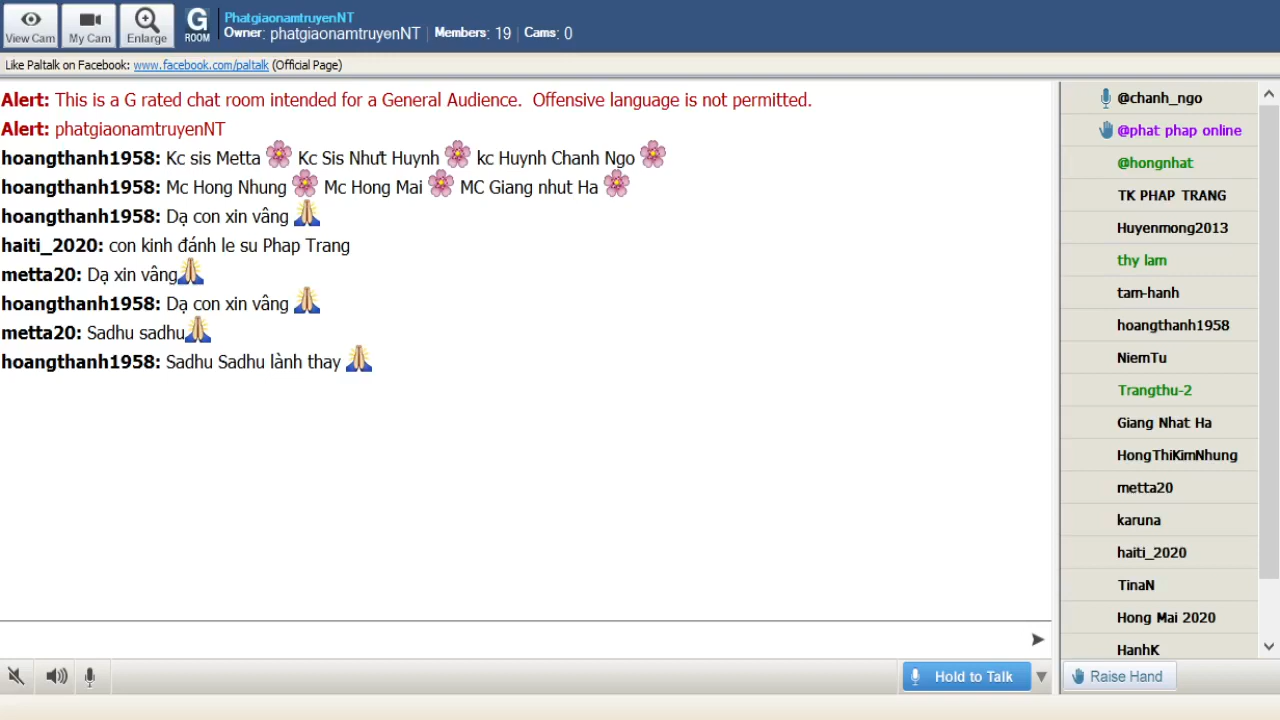 View Cam
My Cam
Enlarge
G
ROOM
PhatgiaonamtruyenNT
Owner: phatgiaonamtruyenNT Members: 19 Cams: 0
Like Paltalk on Facebook: www.facebook.com/paltalk (Official Page)
Alert: This is a G rated chat room intended for a General Audience. Offensive language is not permitted.
Alert: phatgiaonamtruyenNT
hoangthanh1958: Kc sis Metta 🌸 Kc Sis Như Huynh 🌸 kc Huynh Chanh Ngo 🌸
hoangthanh1958: Mc Hong Nhung 🌸 Mc Hong Mai 🌸 MC Giang nhut Ha 🌸
hoangthanh1958: Dạ con xin vâng 🙏
haiti_2020: con kinh đánh le su Phap Trang
metta20: Dạ xin vâng🙏
hoangthanh1958: Dạ con xin vâng 🙏
metta20: Sadhu sadhu🙏
hoangthanh1958: Sadhu Sadhu lành thay 🙏
@chanh_ngo
@phat phap online
@hongnhat
TK PHAP TRANG
Huyenmong2013
thy lam
tam-hanh
hoangthanh1958
NiemTu
Trangthu-2
Giang Nhat Ha
HongThiKimNhung
metta20
karuna
haiti_2020
TinaN
Hong Mai 2020
HanhK
Hold to Talk
Raise Hand